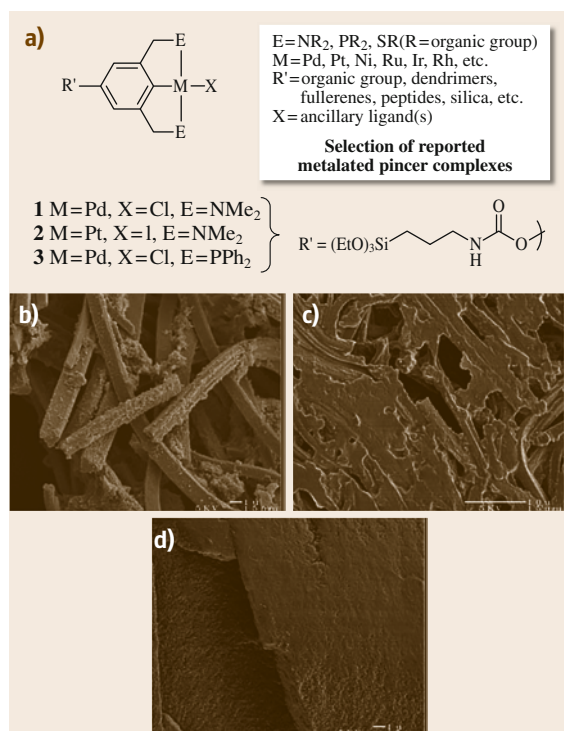 a)
E
R'
M–X
E
E=NR2, PR2, SR(R=organic group)
M=Pd, Pt, Ni, Ru, Ir, Rh, etc.
R'=organic group, dendrimers,
fullerenes, peptides, silica, etc.
X=ancillary ligand(s)
Selection of reported
metalated pincer complexes
1 M=Pd, X=Cl, E=NMe2
2 M=Pt, X=l, E=NMe2
3 M=Pd, X=Cl, E=PPh2
O
R' = (EtO)3Si
N
H
O
b)
c)
d)